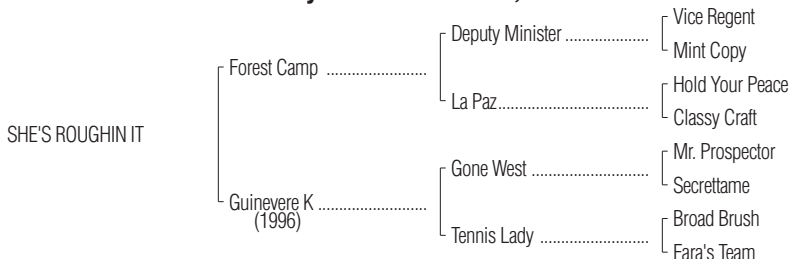 Vice Regent
Deputy Minister ....................
Mint Copy
Forest Camp ........................
Hold Your Peace
La Paz....................................
Classy Craft
SHE'S ROUGHIN IT
Mr. Prospector
Gone West ............................
Secrettame
Guinevere K ..........................
(1996)
Broad Brush
Tennis Lady ..........................
Fara's Team